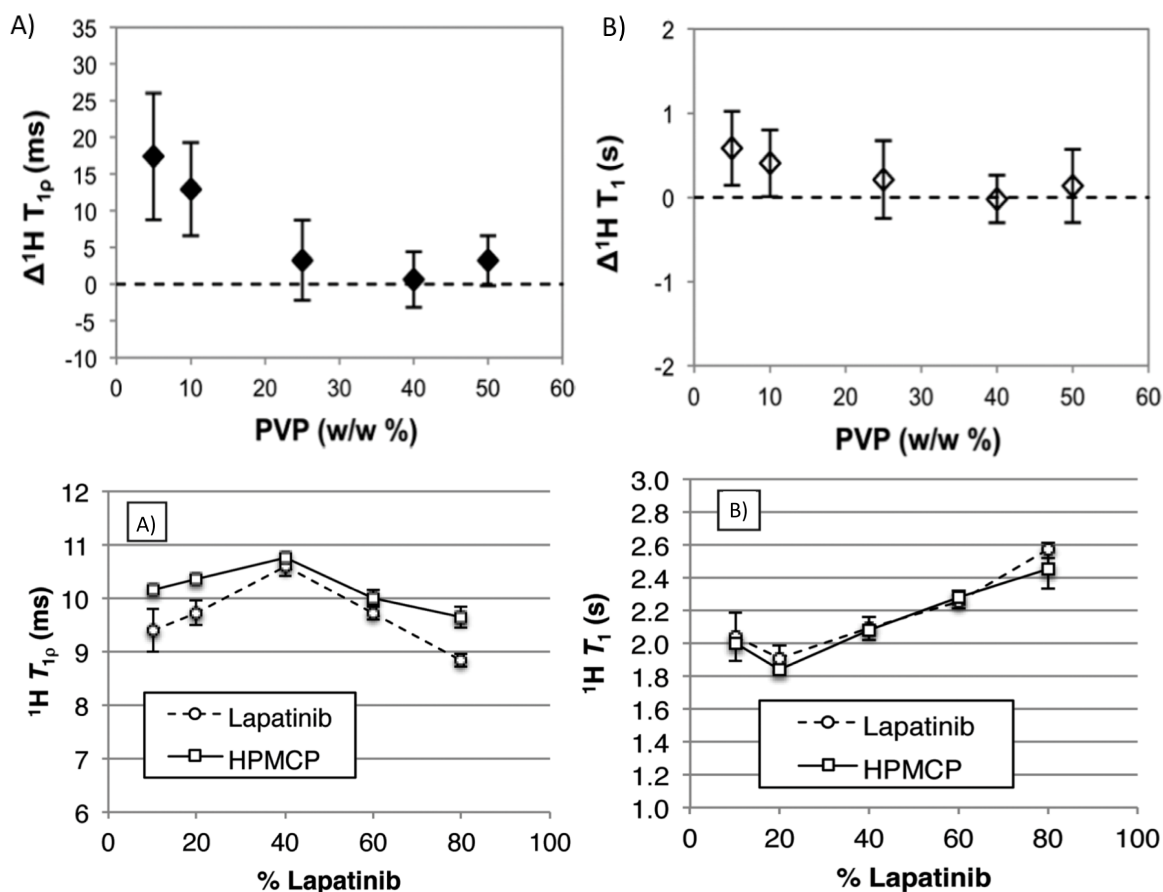 A)
35
30
25
20
15
10
5
0
-5
-10
Δ¹H T₁ρ (ms)
0 10 20 30 40 50 60
PVP (w/w %)
B)
2
1
0
-1
-2
Δ¹H T₁ (s)
0 10 20 30 40 50 60
PVP (w/w %)
A)
12
11
10
9
8
7
6
¹H T₁ρ (ms)
Lapatinib
HPMCP
0 20 40 60 80 100
% Lapatinib
B)
3.0
2.8
2.6
2.4
2.2
2.0
1.8
1.6
1.4
1.2
1.0
¹H T₁ (s)
Lapatinib
HPMCP
0 20 40 60 80 100
% Lapatinib